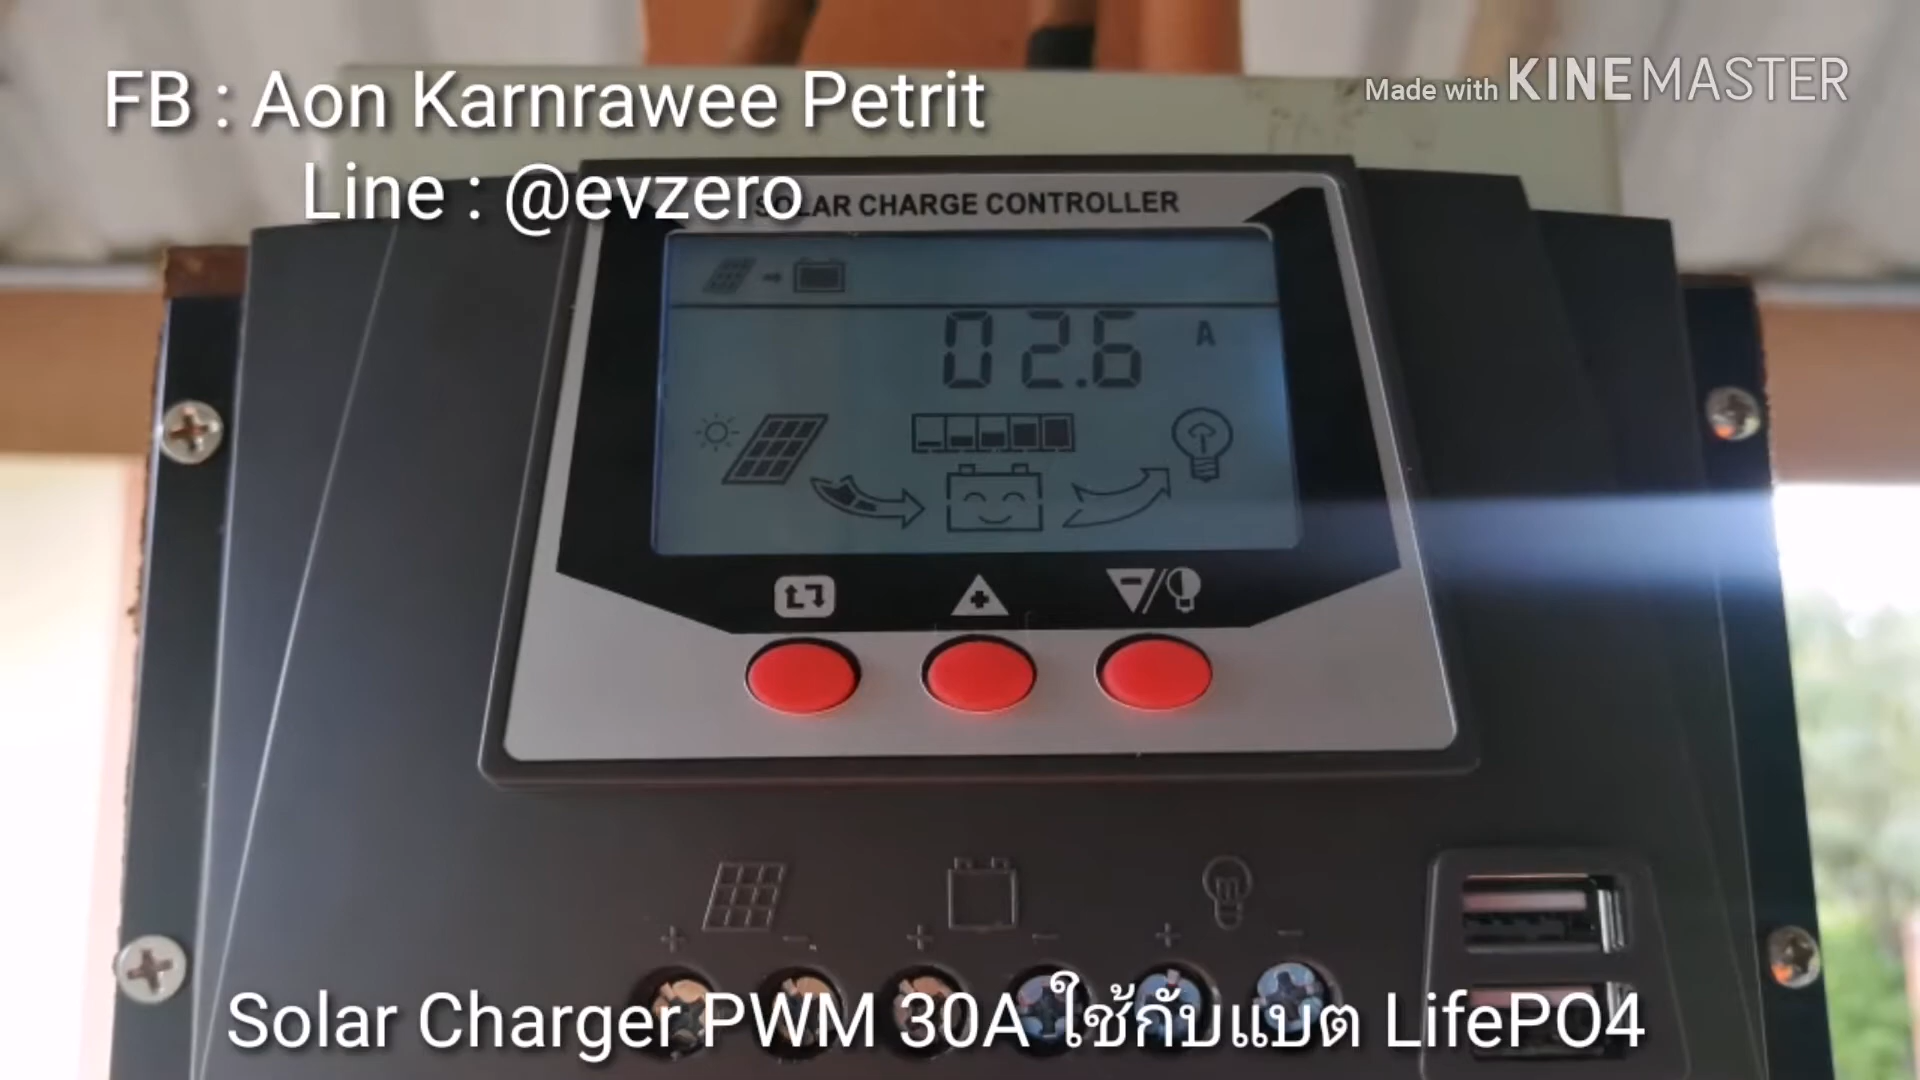 FB : Aon Karnrawee Petrit
Made with KINEMASTER
Line : @evzero
SOLAR CHARGE CONTROLLER
02.6 A
Solar Charger PWM 30A ใช้กับแบต LifePO4